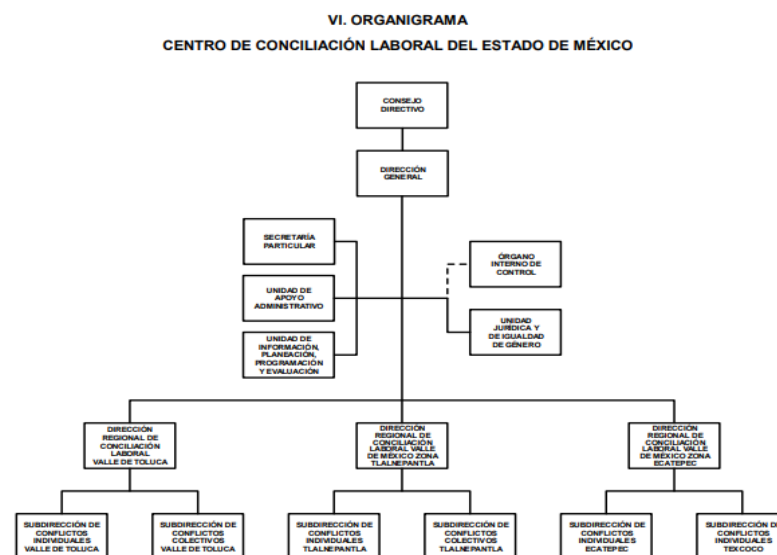 VI. ORGANIGRAMA
CENTRO DE CONCILIACIÓN LABORAL DEL ESTADO DE MÉXICO
CONSEJO
DIRECTIVO
DIRECCIÓN
GENERAL
SECRETARÍA
PARTICULAR
ÓRGANO
INTERNO DE
CONTROL
UNIDAD DE
APOYO
ADMINISTRATIVO
UNIDAD
JURÍDICA Y
DE IGUALDAD
DE GÉNERO
UNIDAD DE
INFORMACIÓN,
PLANEACIÓN,
PROGRAMACIÓN
Y EVALUACIÓN
DIRECCIÓN
REGIONAL DE
CONCILIACIÓN
LABORAL
VALLE DE TOLUCA
DIRECCIÓN
REGIONAL DE
CONCILIACIÓN
LABORAL VALLE
DE MÉXICO ZONA
TLALNEPANTLA
DIRECCIÓN
REGIONAL DE
CONCILIACIÓN
LABORAL VALLE
DE MÉXICO ZONA
ECATEPEC
SUBDIRECCIÓN DE
CONFLICTOS
INDIVIDUALES
VALLE DE TOLUCA
SUBDIRECCIÓN DE
CONFLICTOS
COLECTIVOS
VALLE DE TOLUCA
SUBDIRECCIÓN DE
CONFLICTOS
INDIVIDUALES
TLALNEPANTLA
SUBDIRECCIÓN DE
CONFLICTOS
COLECTIVOS
TLALNEPANTLA
SUBDIRECCIÓN DE
CONFLICTOS
INDIVIDUALES
ECATEPEC
SUBDIRECCIÓN DE
CONFLICTOS
INDIVIDUALES
TEXCOCO